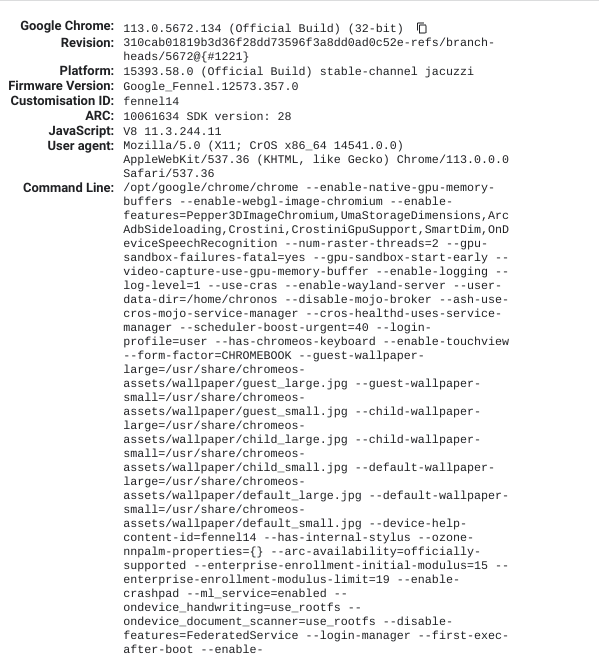 Google Chrome: 113.0.5672.134 (Official Build) (32-bit)
Revision: 310cab01819b3d36f28dd73596f3a8dd0ad0c52e-refs/branch-
heads/5672@{#1221}
Platform: 15393.58.0 (Official Build) stable-channel jacuzzi
Firmware Version: Google_Fennel.12573.357.0
Customisation ID: fennel14
ARC: 10061634 SDK version: 28
JavaScript: V8 11.3.244.11
User agent: Mozilla/5.0 (X11; CrOS x86_64 14541.0.0)
AppleWebKit/537.36 (KHTML, like Gecko) Chrome/113.0.0.0
Safari/537.36
Command Line: /opt/google/chrome/chrome --enable-native-gpu-memory-
buffers --enable-webgl-image-chromium --enable-
features=Pepper3DImageChromium,UmaStorageDimensions,Arc
AdbSideloading,Crostini,CrostiniGpuSupport,SmartDim,OnD
eviceSpeechRecognition --num-raster-threads=2 --gpu-
sandbox-failures-fatal=yes --gpu-sandbox-start-early --
video-capture-use-gpu-memory-buffer --enable-logging --
log-level=1 --use-cras --enable-wayland-server --user-
data-dir=/home/chronos --disable-mojo-broker --ash-use-
cros-mojo-service-manager --cros-healthd-uses-service-
manager --scheduler-boost-urgent=40 --login-
profile=user --has-chromeos-keyboard --enable-touchview
--form-factor=CHROMEBOOK --guest-wallpaper-
large=/usr/share/chromeos-
assets/wallpaper/guest_large.jpg --guest-wallpaper-
small=/usr/share/chromeos-
assets/wallpaper/guest_small.jpg --child-wallpaper-
large=/usr/share/chromeos-
assets/wallpaper/child_large.jpg --child-wallpaper-
small=/usr/share/chromeos-
assets/wallpaper/child_small.jpg --default-wallpaper-
large=/usr/share/chromeos-
assets/wallpaper/default_large.jpg --default-wallpaper-
small=/usr/share/chromeos-
assets/wallpaper/default_small.jpg --device-help-
content-id=fennel14 --has-internal-stylus --ozone-
nnpalm-properties={} --arc-availability=officially-
supported --enterprise-enrollment-initial-modulus=15 --
enterprise-enrollment-modulus-limit=19 --enable-
crashpad --ml_service=enabled --
ondevice_handwriting=use_rootfs --
ondevice_document_scanner=use_rootfs --disable-
features=FederatedService --login-manager --first-exec-
after-boot --enable-